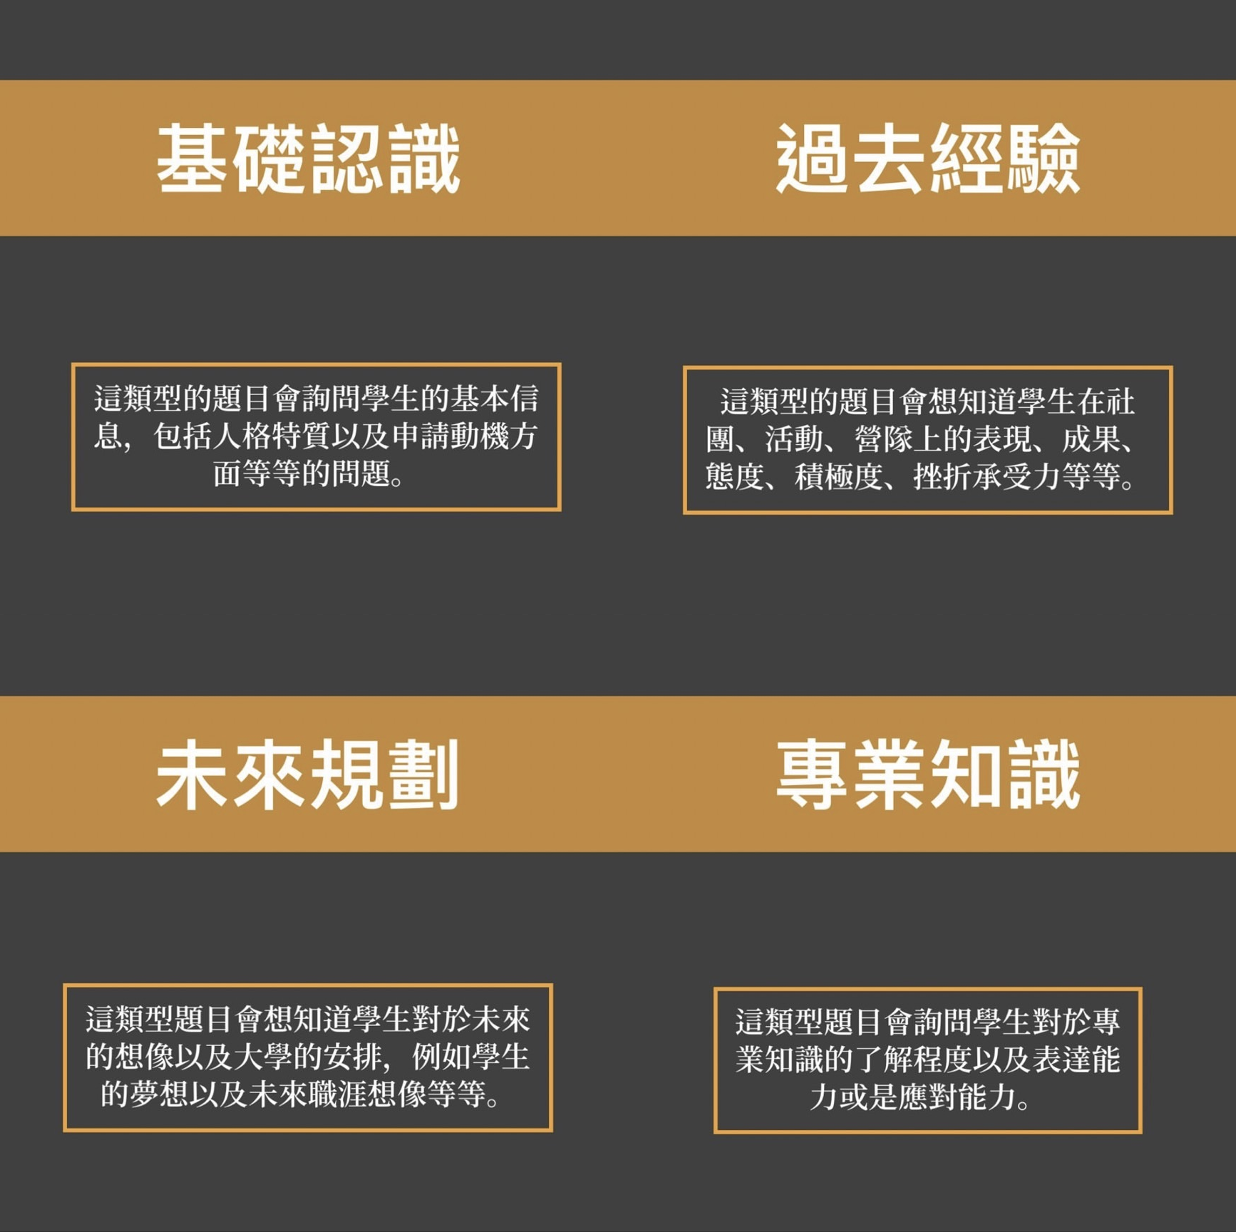 基礎認識
過去經驗
這類型的題目會詢問學生的基本信
息，包括人格特質以及申請動機方
面等等的問題。
這類型的題目會想知道學生在社
團、活動、營隊上的表現、成果、
態度、積極度、挫折承受力等等。
未來規劃
專業知識
這類型題目會想知道學生對於未來
的想像以及大學的安排，例如學生
的夢想以及未來職涯想像等等。
這類型題目會詢問學生對於專
業知識的了解程度以及表達能
力或是應對能力。